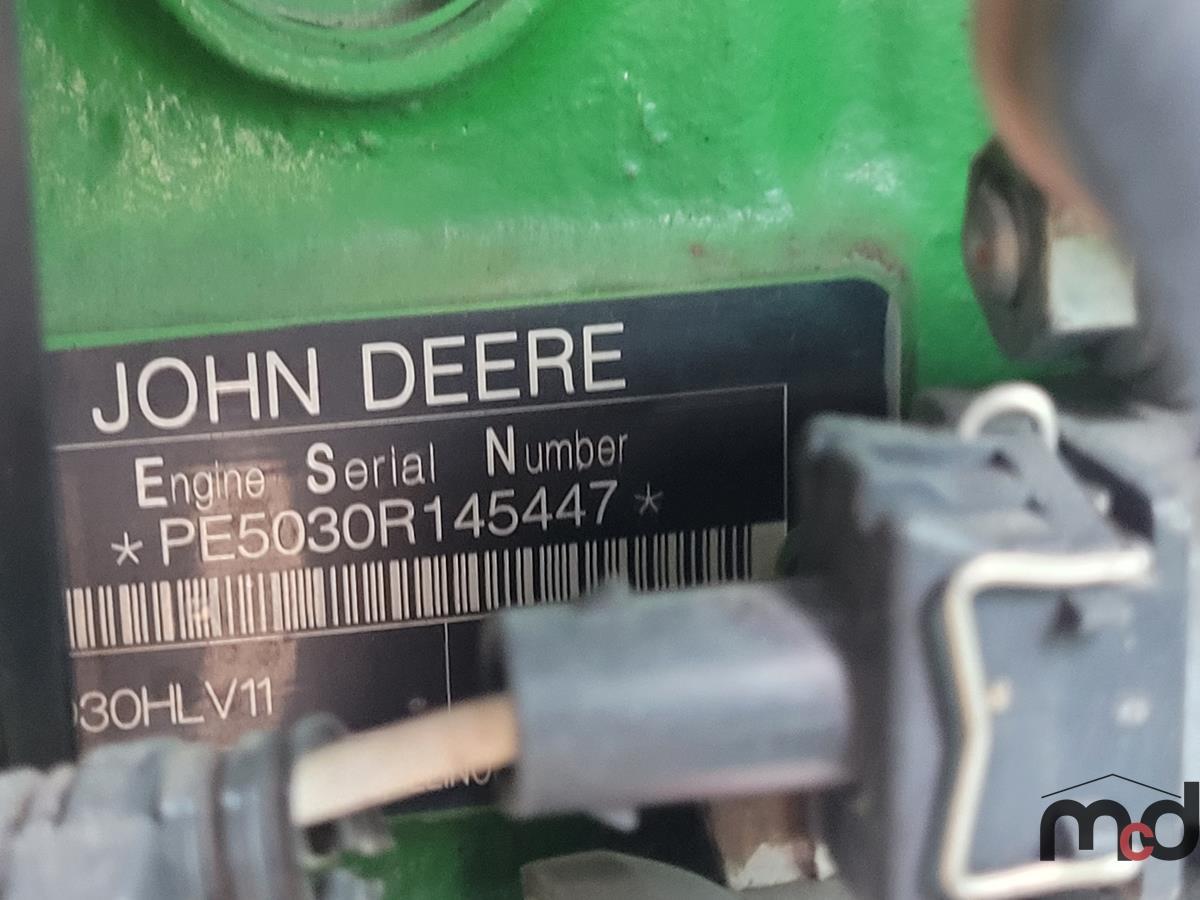 JOHN DEERE
Engine Serial Number
*PE5030R145447*
030HLV11
mcd